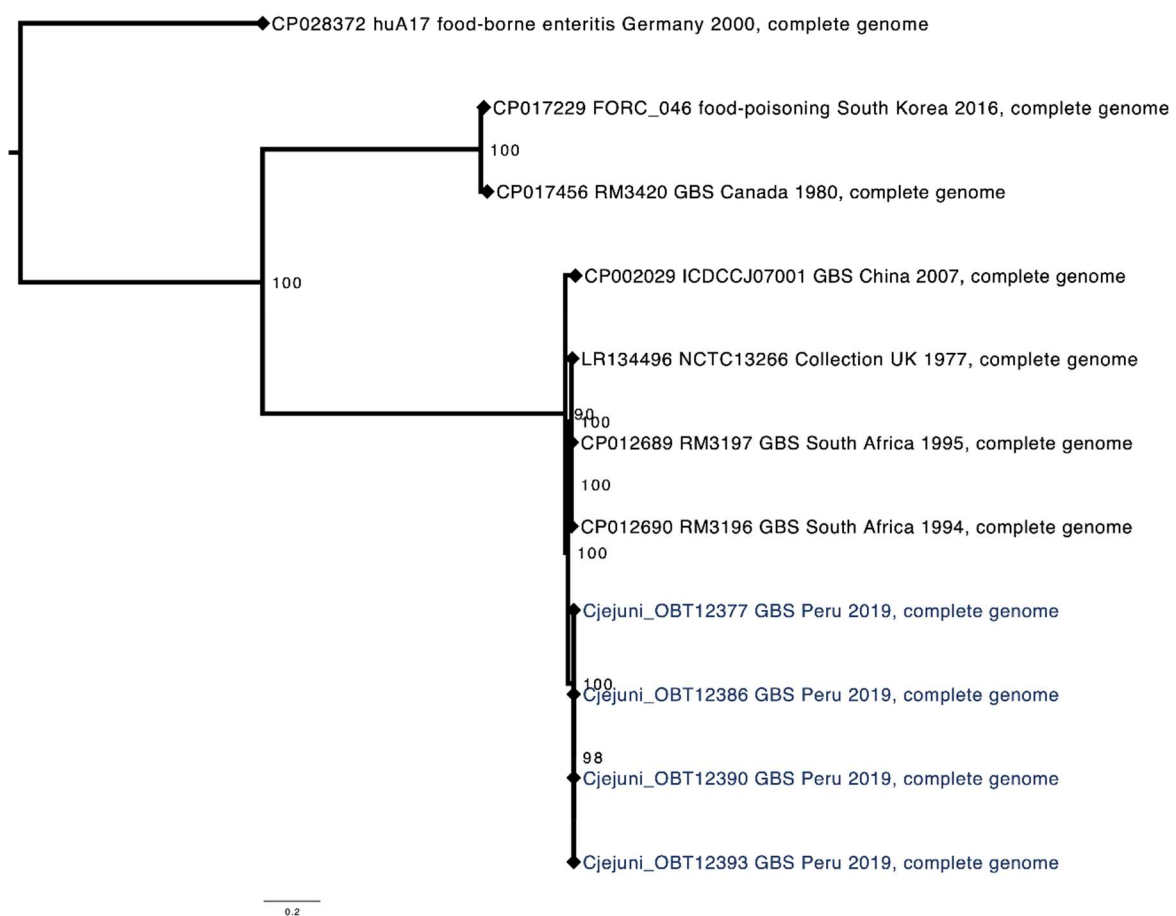 CP028372 huA17 food-borne enteritis Germany 2000, complete genome
CP017229 FORC_046 food-poisoning South Korea 2016, complete genome
100
CP017456 RM3420 GBS Canada 1980, complete genome
CP002029 ICDCCJ07001 GBS China 2007, complete genome
100
LR134496 NCTC13266 Collection UK 1977, complete genome
90
100
CP012689 RM3197 GBS South Africa 1995, complete genome
100
CP012690 RM3196 GBS South Africa 1994, complete genome
100
Cjejuni_OBT12377 GBS Peru 2019, complete genome
100
Cjejuni_OBT12386 GBS Peru 2019, complete genome
98
Cjejuni_OBT12390 GBS Peru 2019, complete genome
Cjejuni_OBT12393 GBS Peru 2019, complete genome
0.2